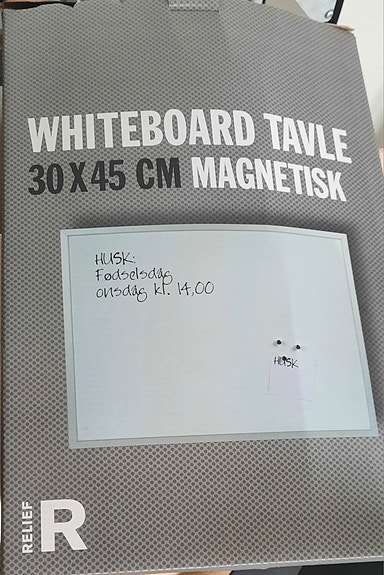 WHITEBOARD TAVLE
30 X 45 CM MAGNETISK
HUSK:
Fødselsdag
onsdag kl. 14,00
HUSK
RELIEF
R